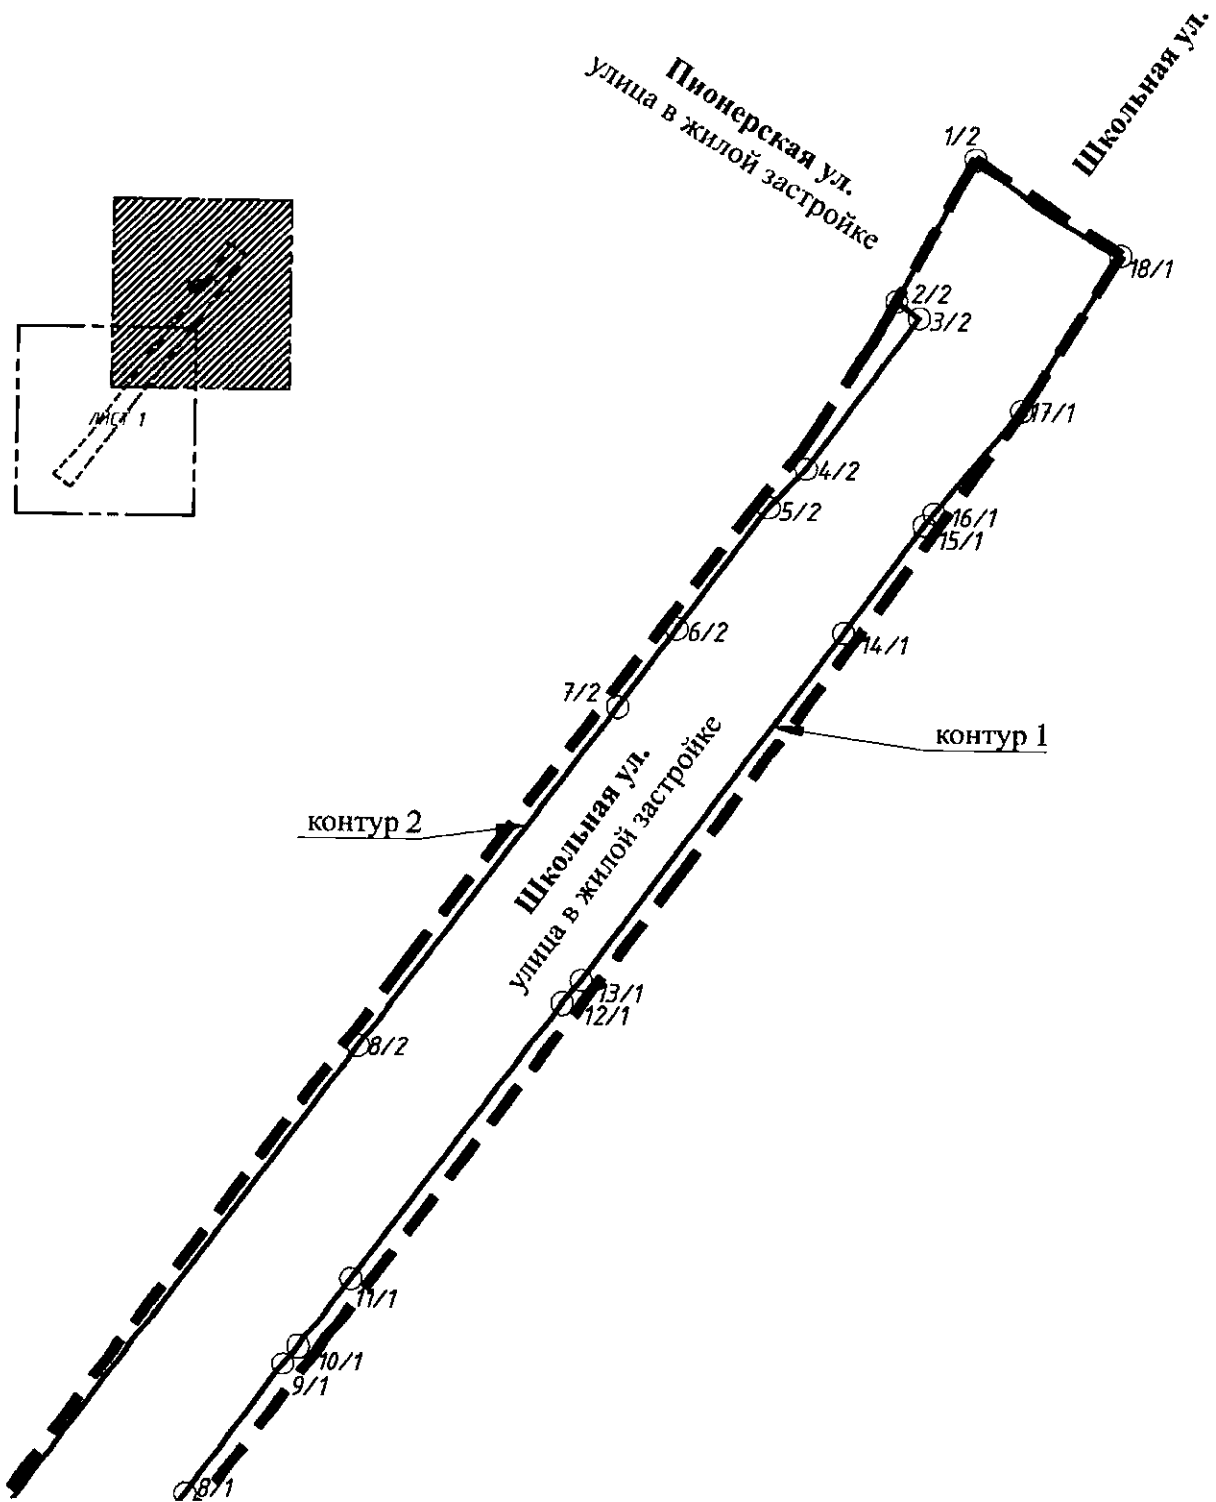 Школьная ул.
Пионерская ул.
улица в жилой застройке
1/2
18/1
2/2
3/2
17/1
ЛИСТ 1
4/2
5/2
16/1
15/1
6/2
14/1
7/2
контур 1
контур 2
Школьная ул.
улица в жилой застройке
13/1
12/1
8/2
11/1
10/1
9/1
8/1